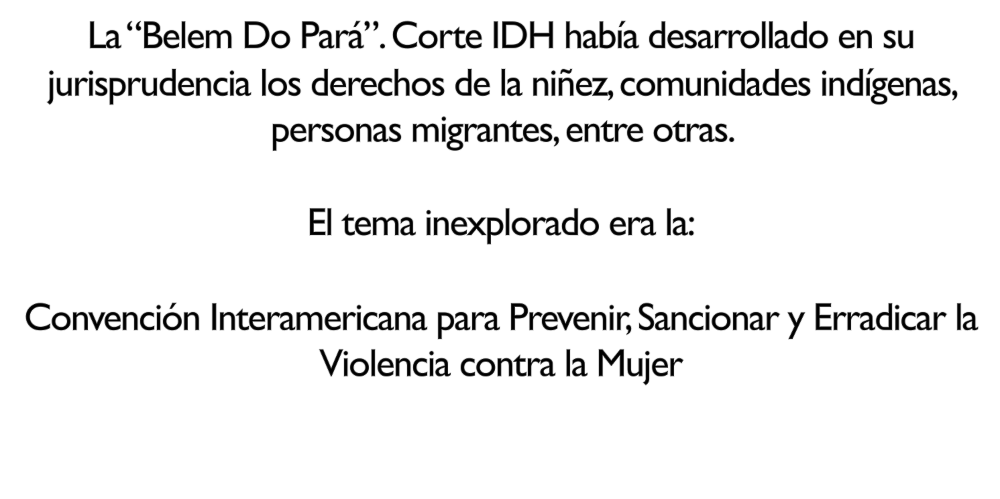 La “Belem Do Pará”. Corte IDH había desarrollado en su
jurisprudencia los derechos de la niñez, comunidades indígenas,
personas migrantes, entre otras.
El tema inexplorado era la:
Convención Interamericana para Prevenir, Sancionar y Erradicar la
Violencia contra la Mujer